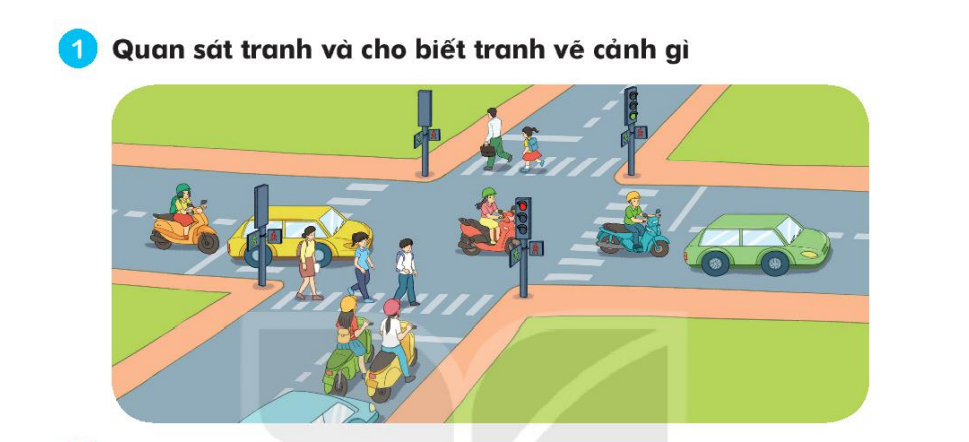 1 Quan sát tranh và cho biết tranh vẽ cảnh gì